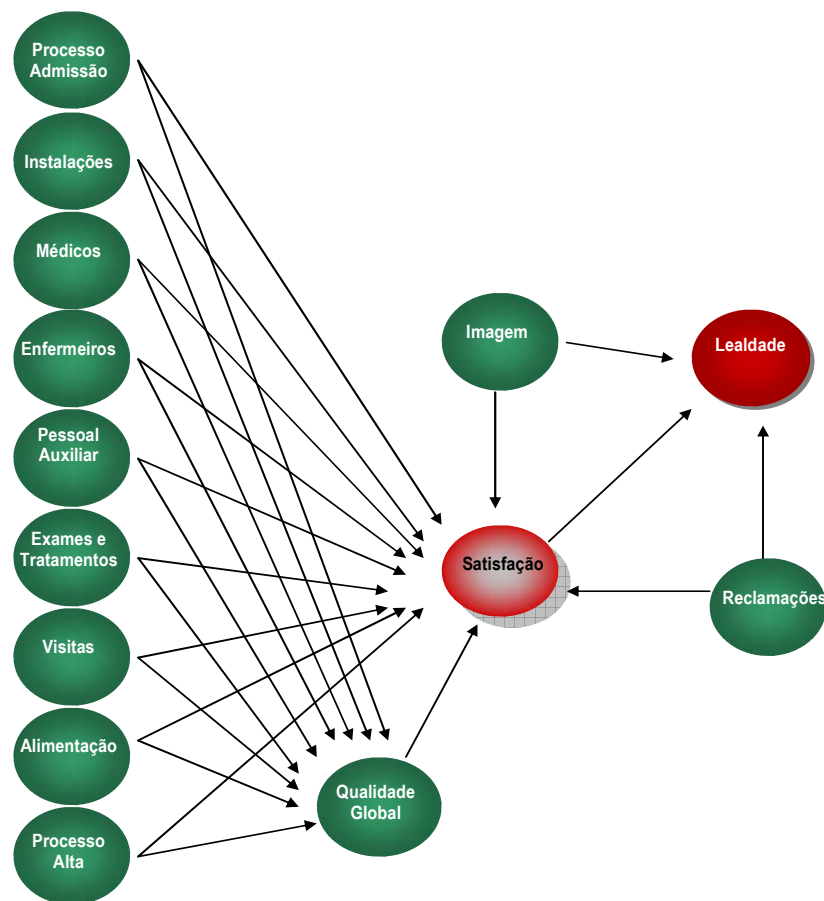 Processo
Admissão
Instalações
Médicos
Enfermeiros
Pessoal
Auxiliar
Exames e
Tratamentos
Visitas
Alimentação
Processo
Alta
Imagem
Lealdade
Satisfação
Reclamações
Qualidade
Global